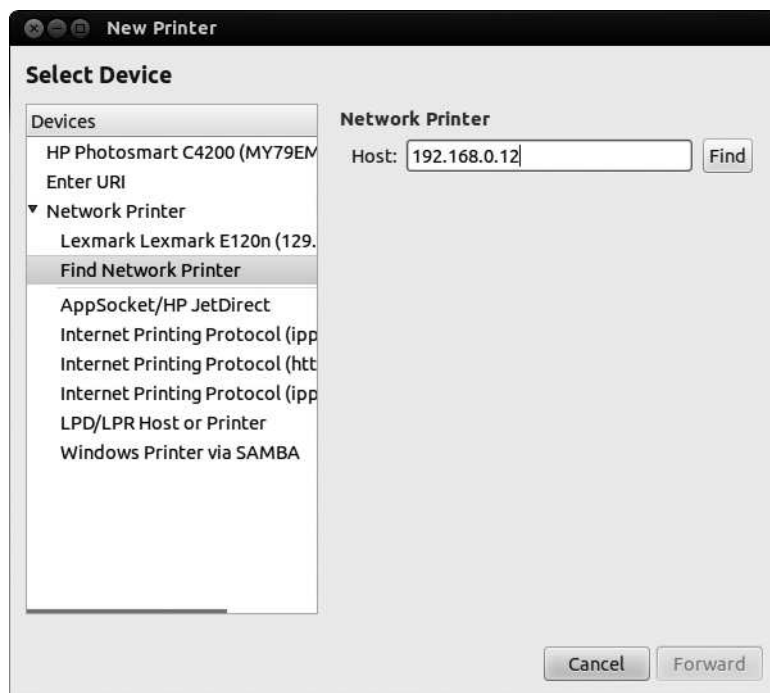 New Printer
Select Device
Devices
HP Photosmart C4200 (MY79EM
Enter URI
Network Printer
Lexmark Lexmark E120n (129.
Find Network Printer
AppSocket/HP JetDirect
Internet Printing Protocol (ipp
Internet Printing Protocol (htt
Internet Printing Protocol (ipp
LPD/LPR Host or Printer
Windows Printer via SAMBA
Network Printer
Host: 192.168.0.12 Find
Cancel Forward